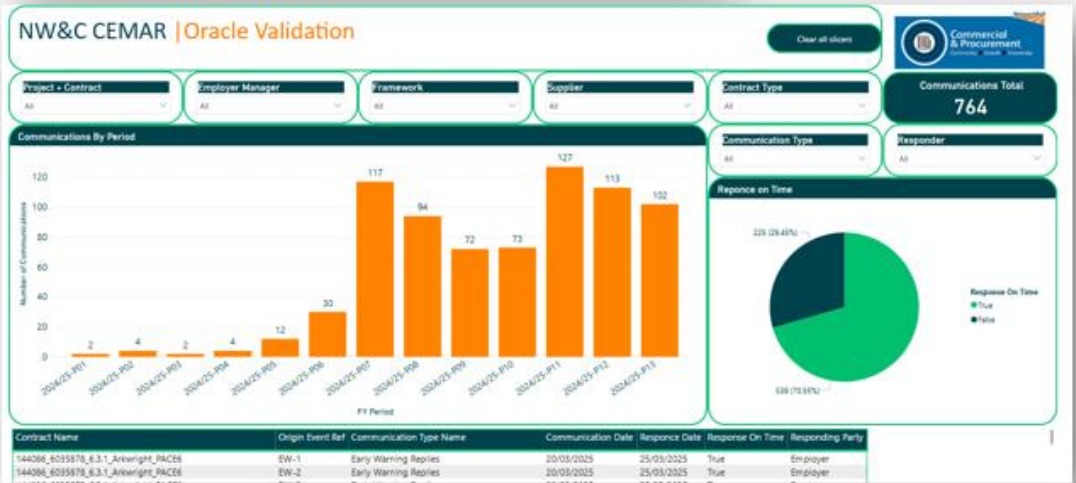 NW&C CEMAR |Oracle Validation
Clear all slicers
Commercial
& Procurement
Project + Contract
All
Employer Manager
All
Framework
All
Supplier
All
Contract Type
All
Communications Total
764
Communications By Period
Communication Type
All
Responder
All
Number of Communications
120
100
80
60
40
20
0
2
4
2
4
12
30
117
94
72
73
127
113
102
2024/25-P01
2024/25-P02
2024/25-P03
2024/25-P04
2024/25-P05
2024/25-P06
2024/25-P07
2024/25-P08
2024/25-P09
2024/25-P10
2024/25-P11
2024/25-P12
2024/25-P13
FY Period
Reponce on Time
225 (29.45%)
539 (70.55%)
Response On Time
True
False
Contract Name Origin Event Ref Communication Type Name Communication Date Responce Date Response On Time Responding Party
144086_6035878_6.3.1_Arkwright_PACE6 EW-1 Early Warning Replies 20/03/2025 25/03/2025 True Employer
144086_6035878_6.3.1_Arkwright_PACE6 EW-2 Early Warning Replies 20/03/2025 25/03/2025 True Employer